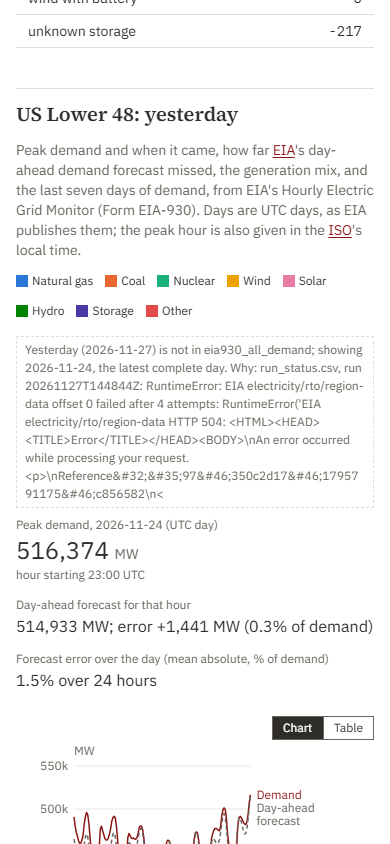 unknown storage -217
US Lower 48: yesterday
Peak demand and when it came, how far EIA's day-
ahead demand forecast missed, the generation mix, and
the last seven days of demand, from EIA's Hourly Electric
Grid Monitor (Form EIA-930). Days are UTC days, as EIA
publishes them; the peak hour is also given in the ISO's
local time.
Natural gas Coal Nuclear Wind Solar
Hydro Storage Other
Yesterday (2026-11-27) is not in eia930_all_demand; showing
2026-11-24, the latest complete day. Why: run_status.csv, run
20261127T144844Z: RuntimeError: EIA electricity/rto/region-
data offset 0 failed after 4 attempts: RuntimeError('EIA
electricity/rto/region-data HTTP 504: <HTML><HEAD>
<TITLE>Error</TITLE></HEAD><BODY>\nAn error occurred
while processing your request.
<p>\nReference&#32;&#35;97&#46;350c2d17&#46;17957
91175&#46;c856582\n<
Peak demand, 2026-11-24 (UTC day)
516,374 MW
hour starting 23:00 UTC
Day-ahead forecast for that hour
514,933 MW; error +1,441 MW (0.3% of demand)
Forecast error over the day (mean absolute, % of demand)
1.5% over 24 hours
Chart Table
MW
550k
Demand
Day-ahead
forecast
500k